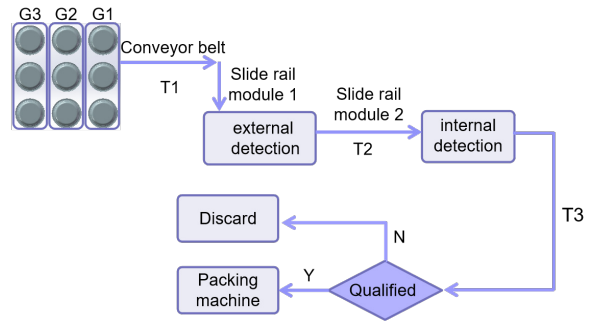 G3 G2 G1
Conveyor belt
T1
Slide rail
module 1
Slide rail
module 2
external
detection
T2
internal
detection
T3
Discard
N
Packing
machine
Y
Qualified